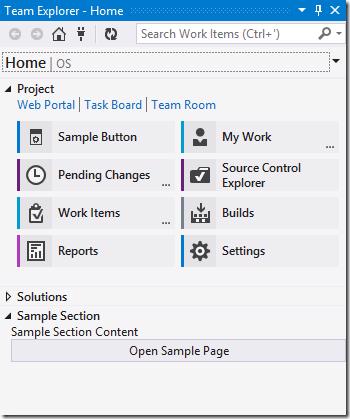 Team Explorer - Home
Search Work Items (Ctrl+')
Home | OS
Project
Web Portal | Task Board | Team Room
Sample Button
My Work
...
Pending Changes
...
Source Control
Explorer
Work Items
...
Builds
Reports
Settings
Solutions
Sample Section
Sample Section Content
Open Sample Page